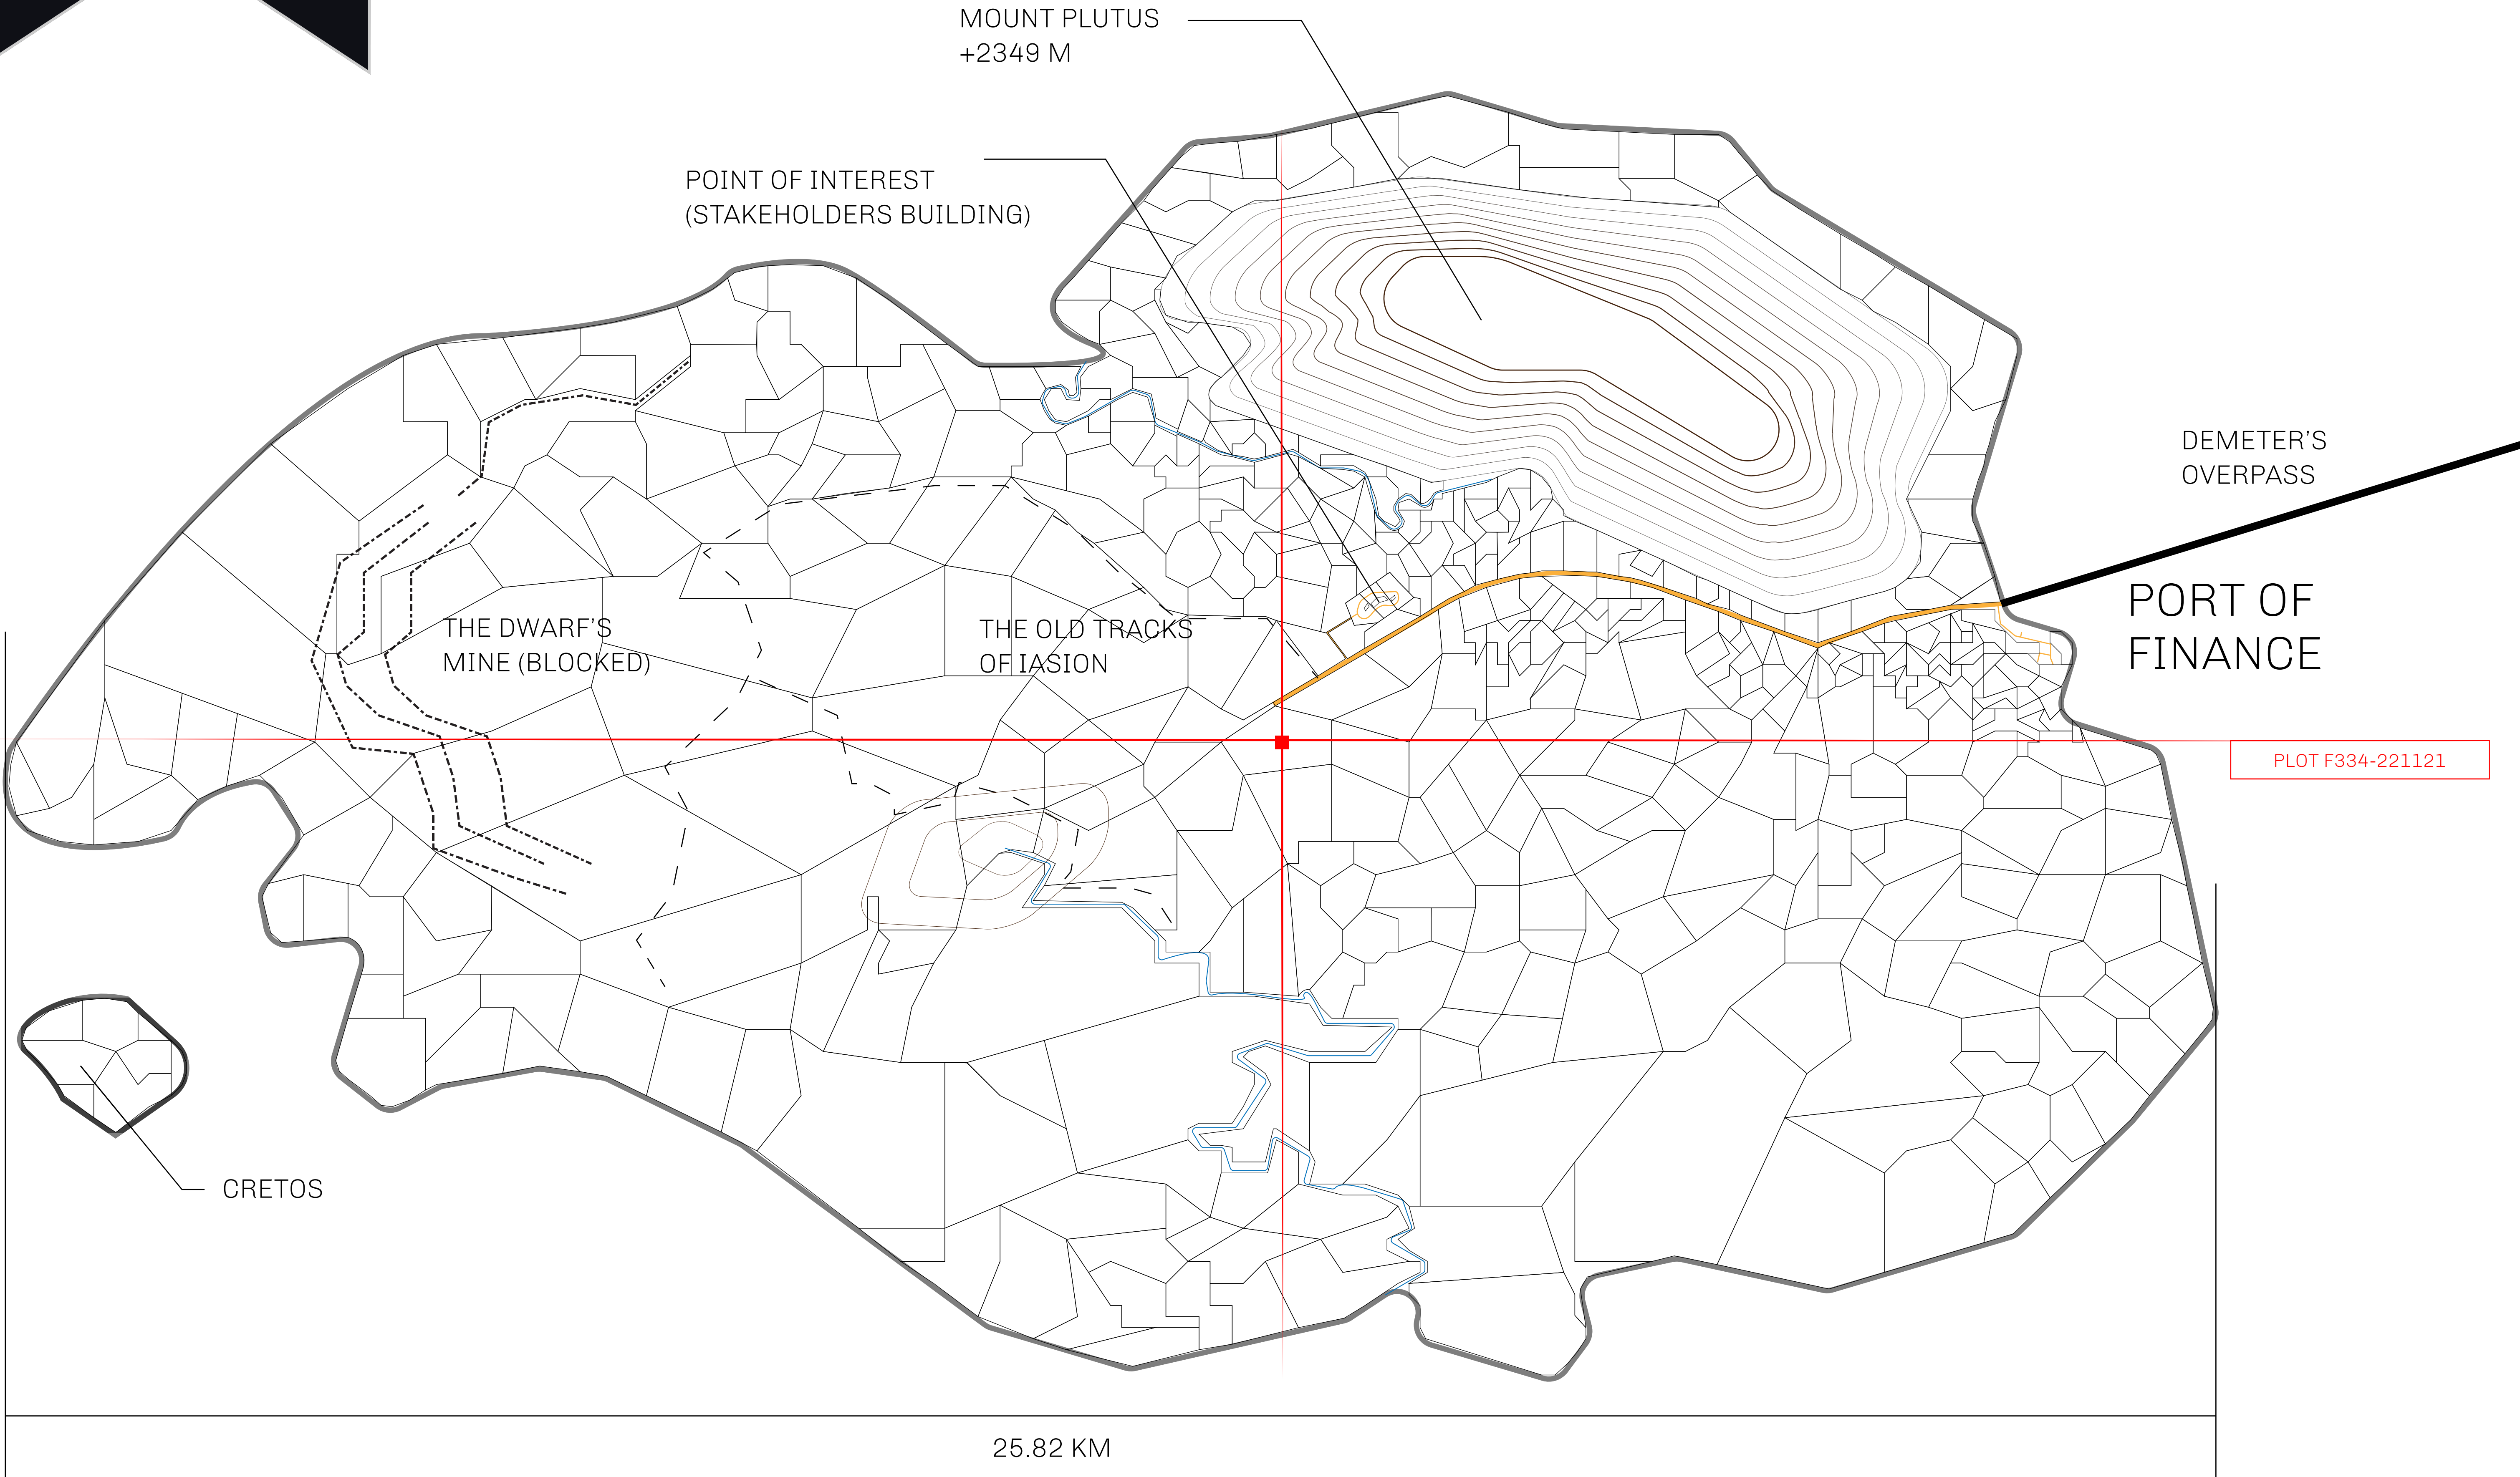 MOUNT PLUTUS
+2349 M
POINT OF INTEREST
(STAKEHOLDERS BUILDING)
DEMETER'S
OVERPASS
PORT OF
FINANCE
THE DWARF'S
MINE (BLOCKED)
THE OLD TRACKS
OF IASION
PLOT F334-221121
CRETOS
25.82 KM